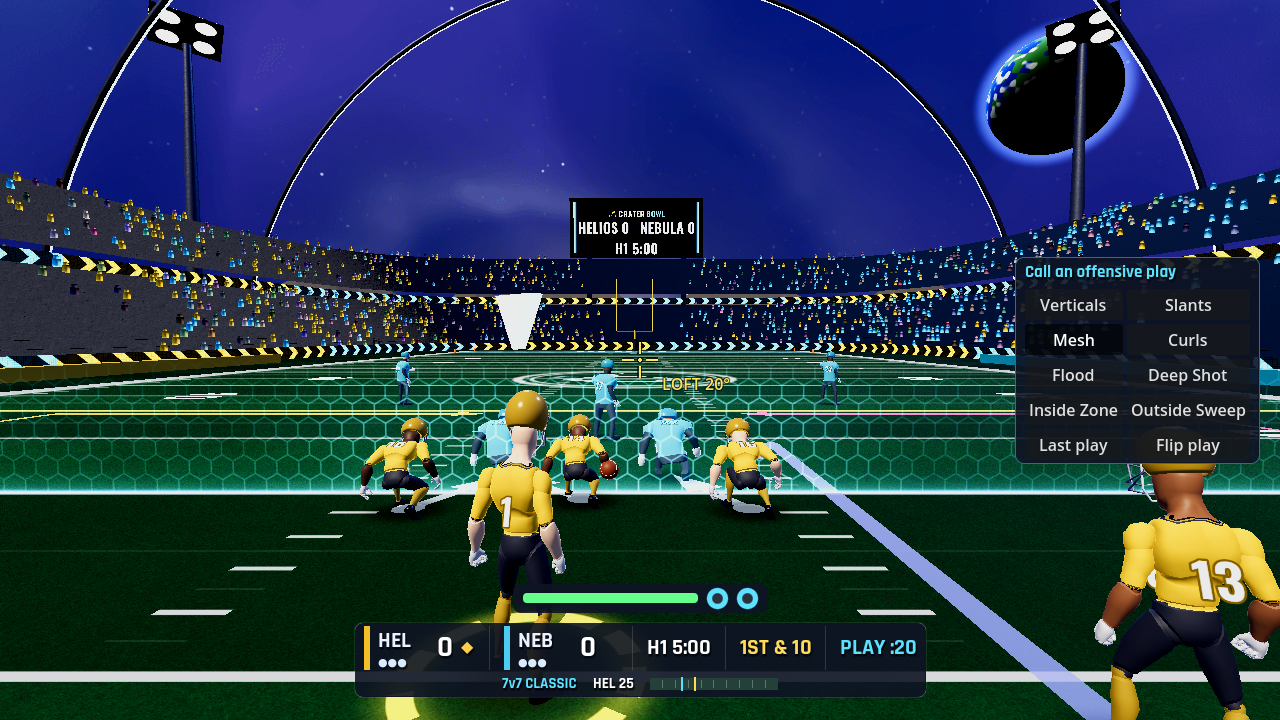 CRATER BOWL
HELIOS 0 NEBULA 0
H1 5:00
Call an offensive play
Verticals Slants
Mesh Curls
Flood Deep Shot
Inside Zone Outside Sweep
Last play Flip play
LOFT 20°
1
13
HEL 0 NEB 0 H1 5:00 1ST & 10 PLAY :20
7v7 CLASSIC HEL 25